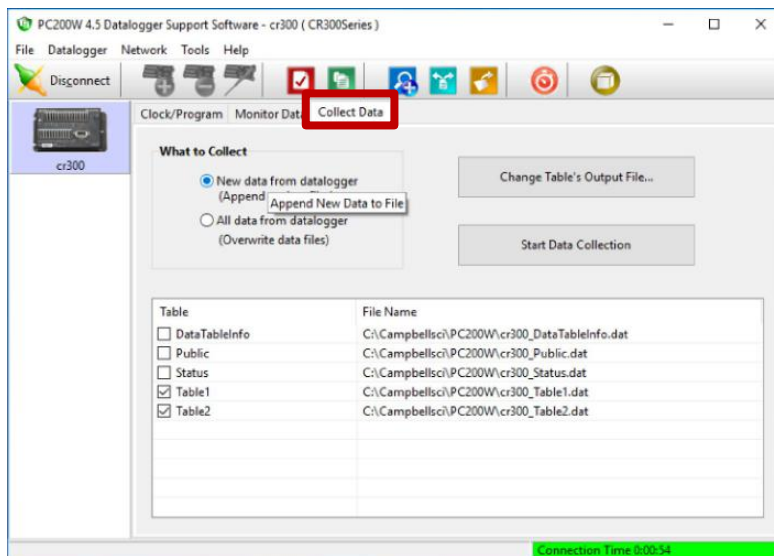 PC200W 4.5 Datalogger Support Software - cr300 ( CR300Series )
File Datalogger Network Tools Help
Disconnect
cr300
Clock/Program Monitor Data Collect Data
What to Collect
New data from datalogger
(Append
Append New Data to File
All data from datalogger
(Overwrite data files)
Change Table's Output File...
Start Data Collection
Table File Name
DataTableInfo C:\Campbellsci\PC200W\cr300_DataTableInfo.dat
Public C:\Campbellsci\PC200W\cr300_Public.dat
Status C:\Campbellsci\PC200W\cr300_Status.dat
Table1 C:\Campbellsci\PC200W\cr300_Table1.dat
Table2 C:\Campbellsci\PC200W\cr300_Table2.dat
Connection Time 0:00:54